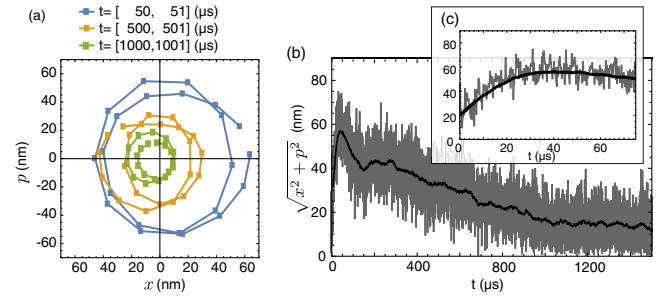 (a)
t= [ 50, 51] (μs)
t= [ 500, 501] (μs)
t= [1000,1001] (μs)
60
40
20
0
-20
-40
-60
p (nm)
60 40 20 0 20 40 60
x (nm)
(b)
80
60
40
20
0
√x² + p² (nm)
0 400 800 1200
t (μs)
(c)
80
60
40
20
0
0 20 40 60
t (μs)